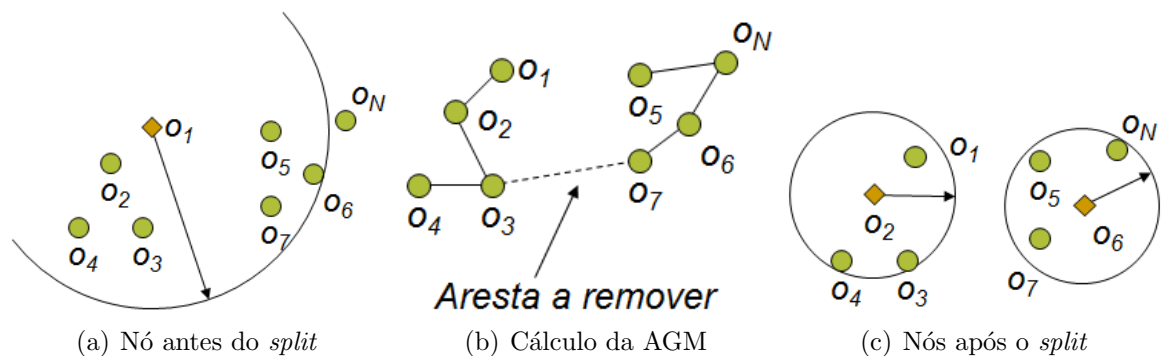 o1
oN
o5
o2
o6
o4
o3
o7
oN
o1
o5
o2
o6
o7
o4
o3
Aresta a remover
oN
o1
o5
o2
o6
o7
o4
o3
(a) Nó antes do split
(b) Cálculo da AGM
(c) Nós após o split